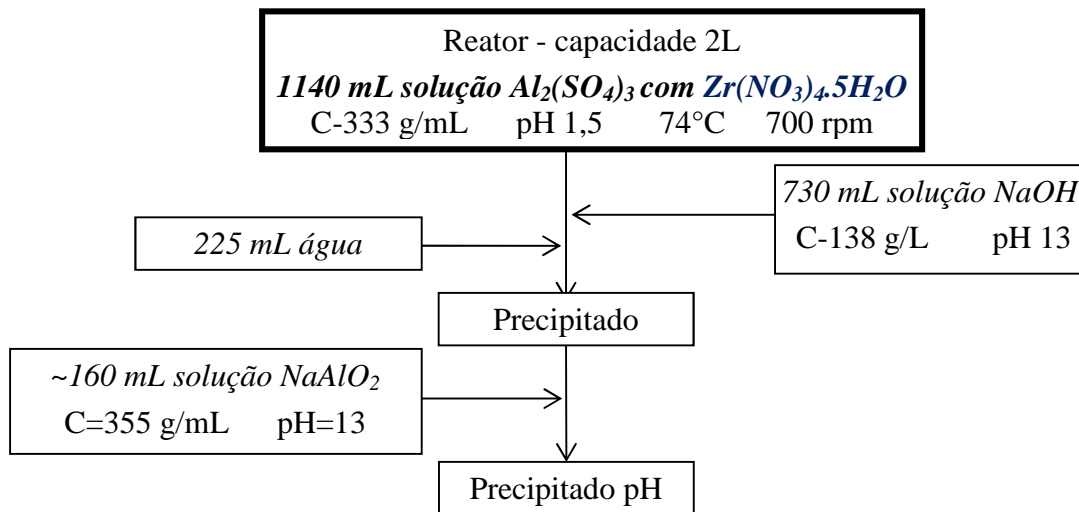 Reator - capacidade 2L
1140 mL solução Al₂(SO₄)₃ com Zr(NO₃)₄.5H₂O
C-333 g/mL pH 1,5 74°C 700 rpm
730 mL solução NaOH
C-138 g/L pH 13
225 mL água
Precipitado
~160 mL solução NaAlO₂
C=355 g/mL pH=13
Precipitado pH